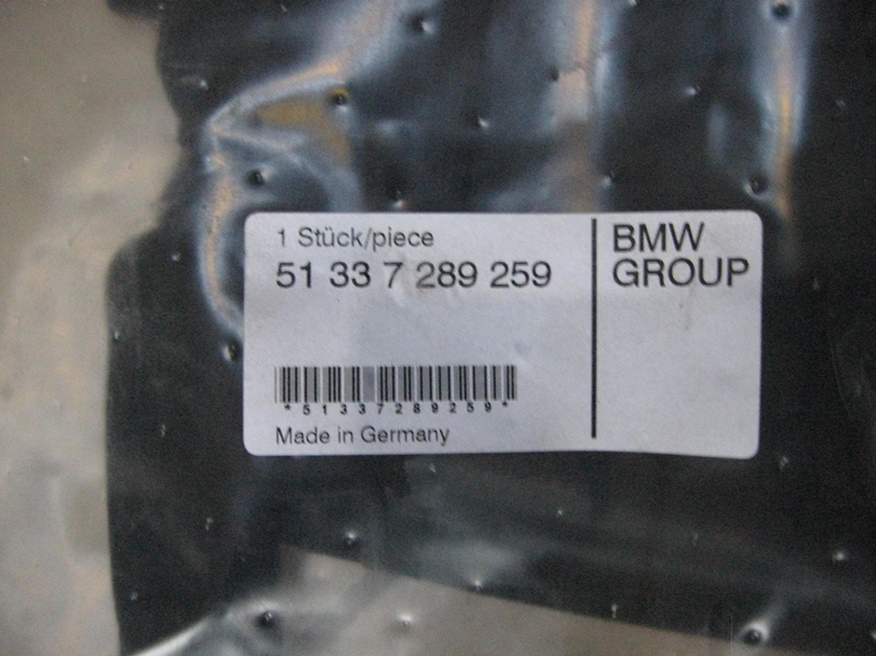 1 Stück/piece
51 33 7 289 259
*51337289259*
Made in Germany
BMW
GROUP